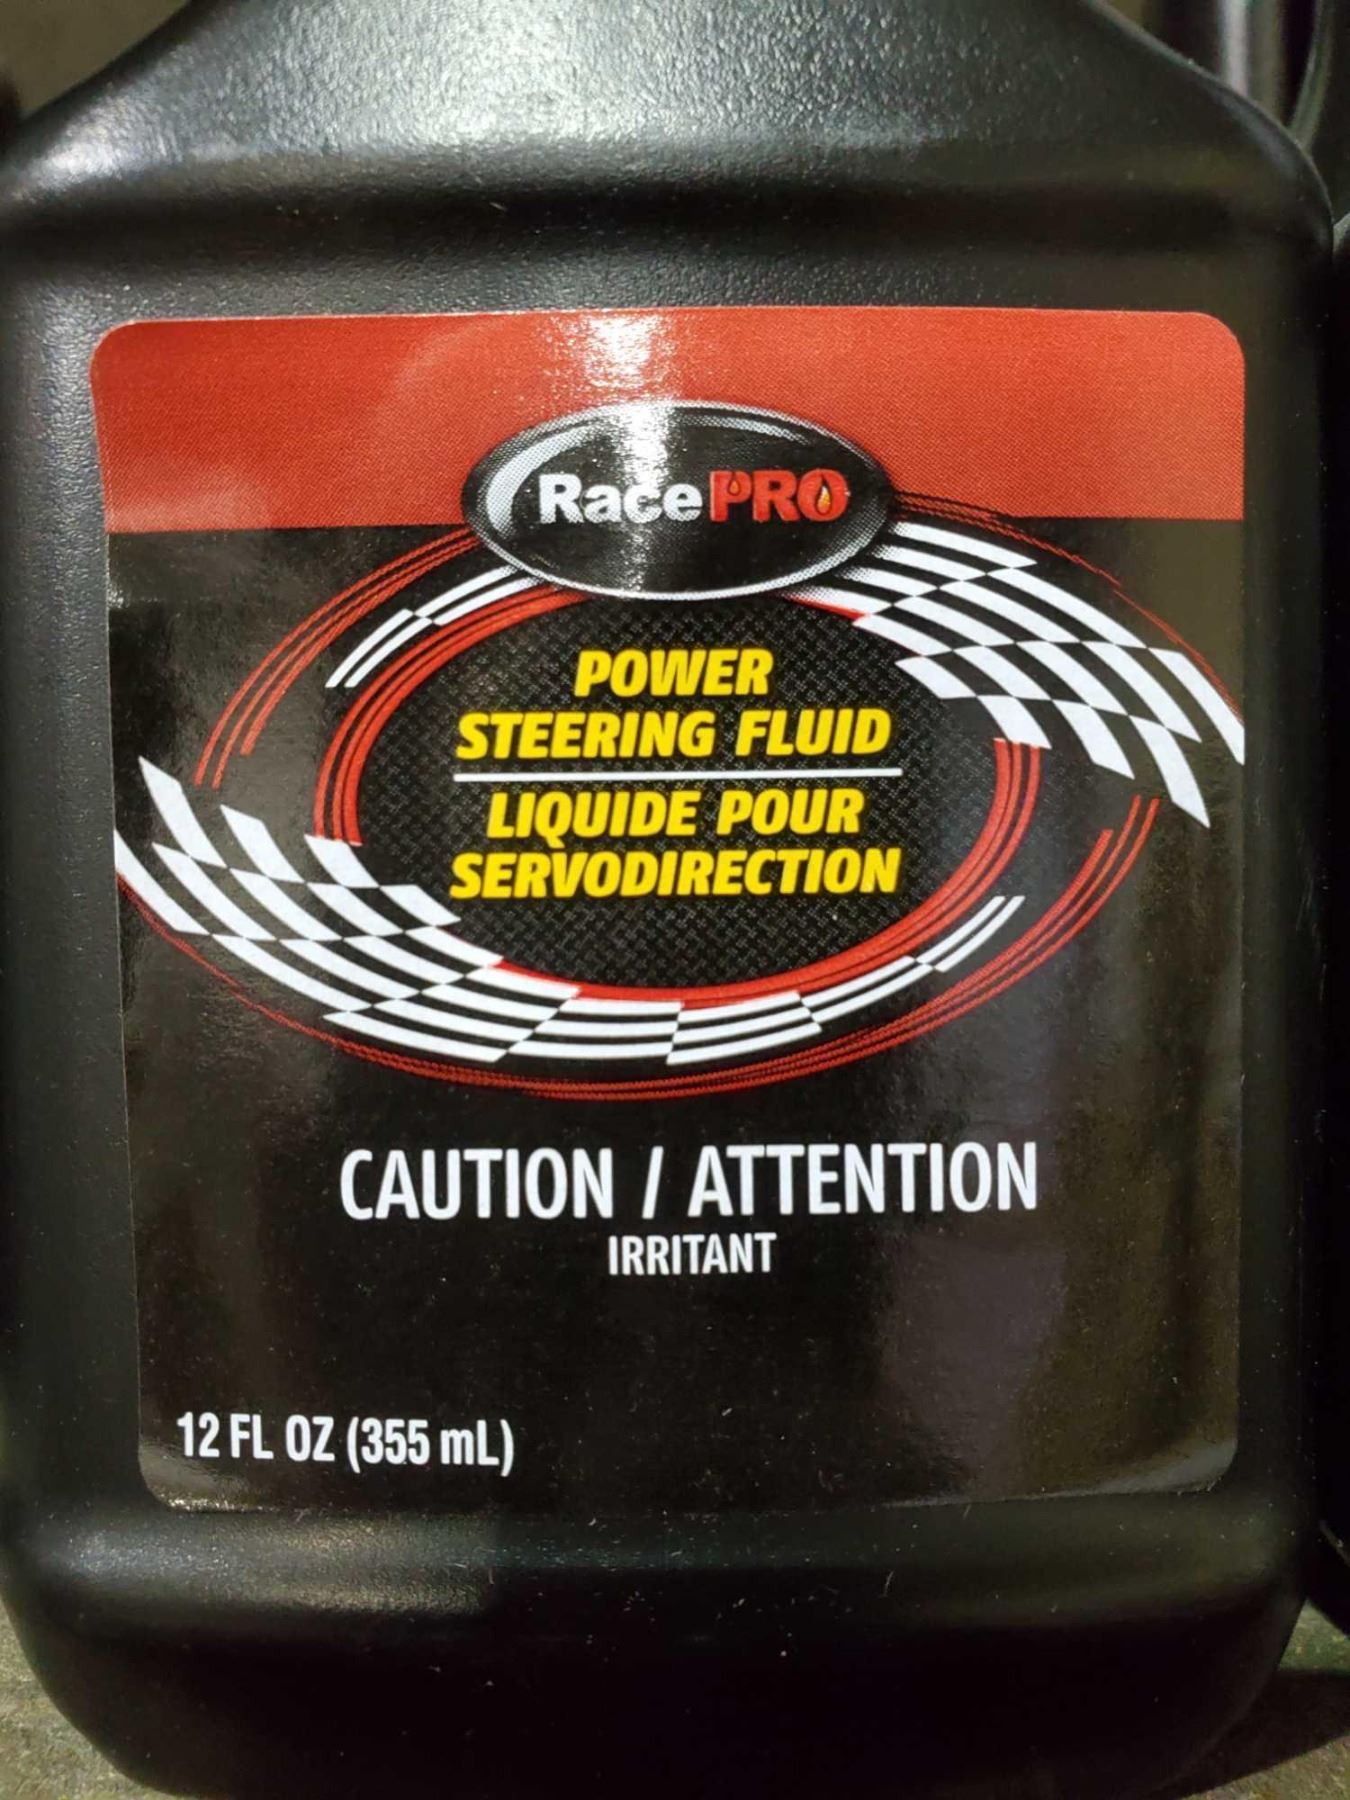 RacePRO
POWER
STEERING FLUID
LIQUIDE POUR
SERVODIRECTION
CAUTION / ATTENTION
IRRITANT
12 FL OZ (355 mL)